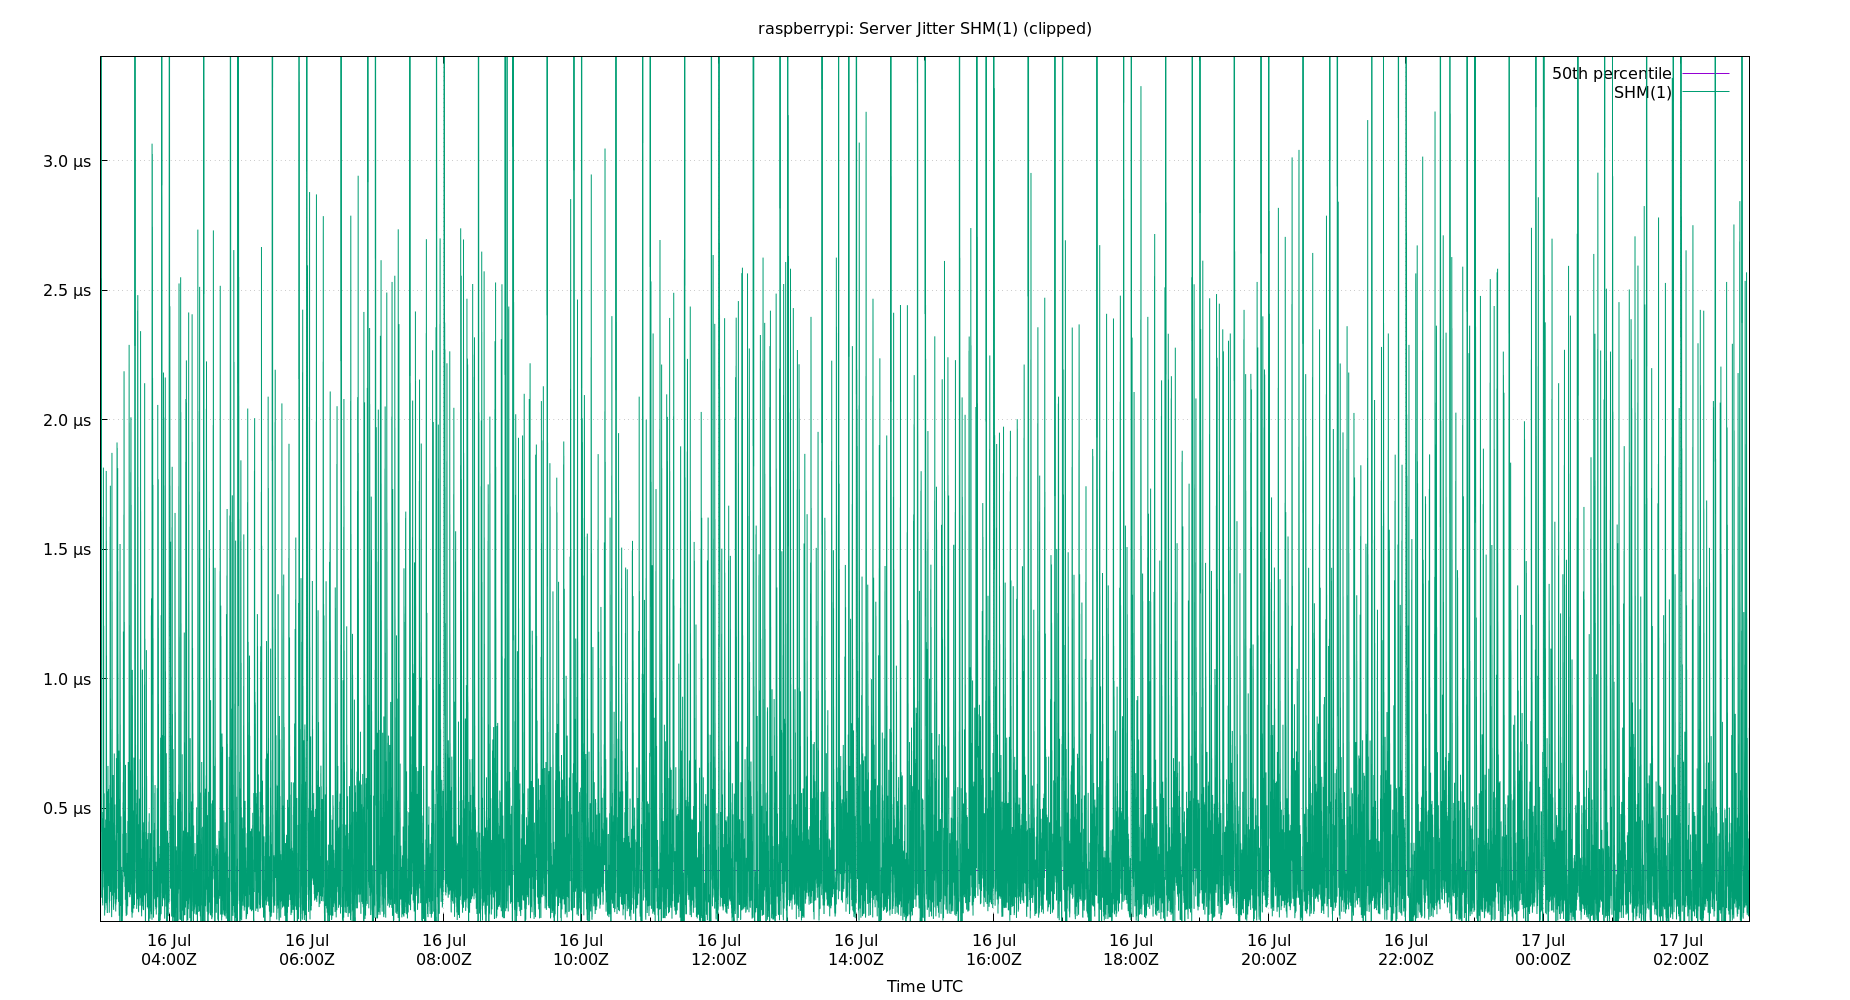 raspberrypi: Server Jitter SHM(1) (clipped)
50th percentile
SHM(1)
3.0 µs
2.5 µs
2.0 µs
1.5 µs
1.0 µs
0.5 µs
16 Jul 16 Jul 16 Jul 16 Jul 16 Jul 16 Jul 16 Jul 16 Jul 16 Jul 16 Jul 17 Jul 17 Jul
04:00Z 06:00Z 08:00Z 10:00Z 12:00Z 14:00Z 16:00Z 18:00Z 20:00Z 22:00Z 00:00Z 02:00Z
Time UTC